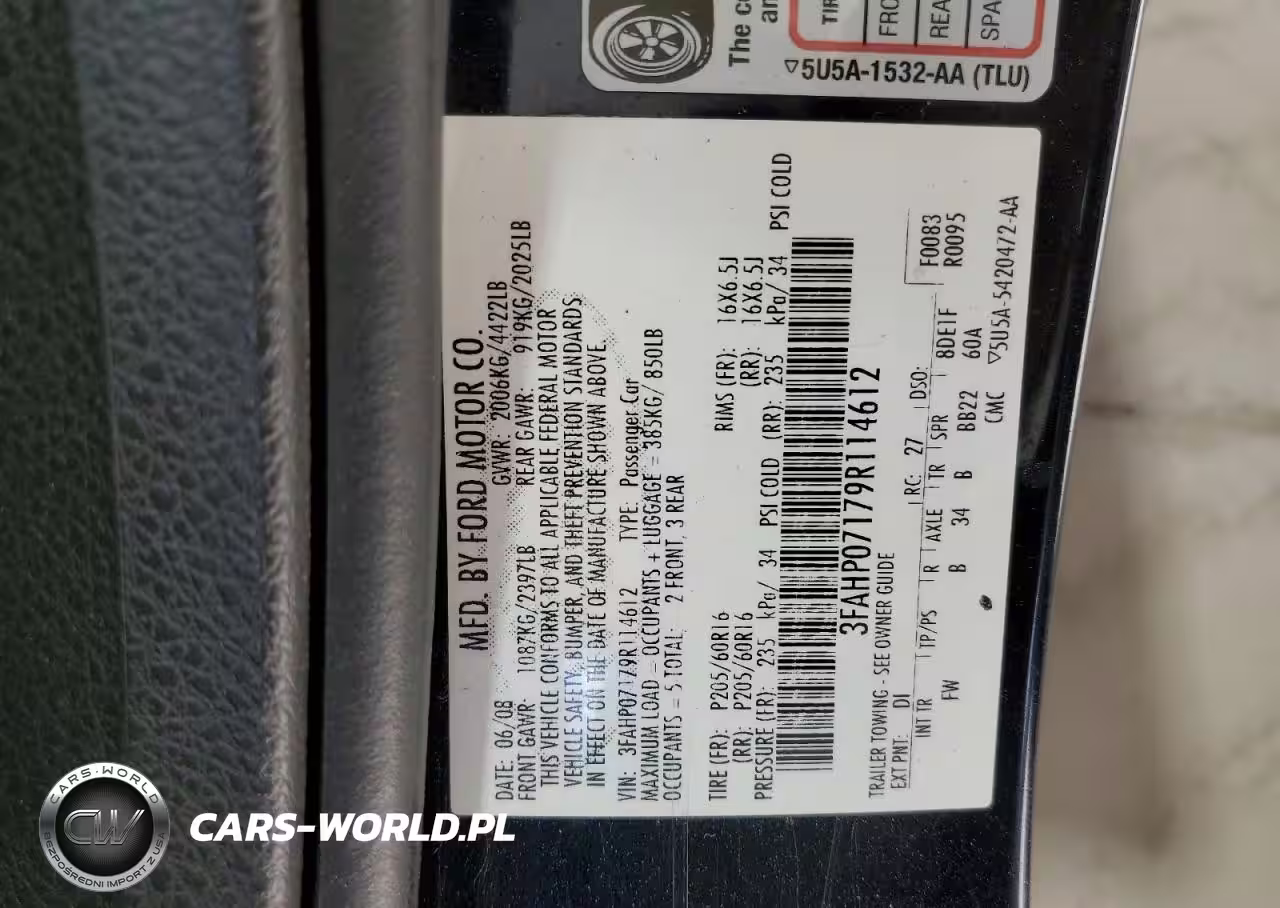 The co
an
TIR
FRO
REA
SPA
▽5U5A-1532-AA (TLU)
MFD. BY FORD MOTOR CO.
DATE: 06/08 GVWR: 2006KG/4422LB
FRONT GAWR: 1087KG/2397LB REAR GAWR: 919KG/2025LB
THIS VEHICLE CONFORMS TO ALL APPLICABLE FEDERAL MOTOR
VEHICLE SAFETY, BUMPER, AND THEFT PREVENTION STANDARDS
IN EFFECT ON THE DATE OF MANUFACTURE SHOWN ABOVE.
VIN: 3FAHP07179R114612 TYPE: Passenger Car
MAXIMUM LOAD = OCCUPANTS + LUGGAGE = 385KG/ 850LB
OCCUPANTS = 5 TOTAL: 2 FRONT, 3 REAR
TIRE (FR): P205/60R16 RIMS (FR): 16X6.5J
(RR): P205/60R16 (RR): 16X6.5J
PRESSURE (FR): 235 kPa/ 34 PSI COLD (RR): 235 kPa/ 34 PSI COLD
3FAHP07179R114612
TRAILER TOWING - SEE OWNER GUIDE
EXT PNT: DI RC: 27 DSO: F0083
INT TR TP/PS R AXLE TR SPR 8DE1F R0095
FW B 34 B BB22 60A
CMC ▽5U5A-5420472-AA
CARS-WORLD
CW
BEZPOŚREDNI IMPORT Z USA
CARS-WORLD.PL